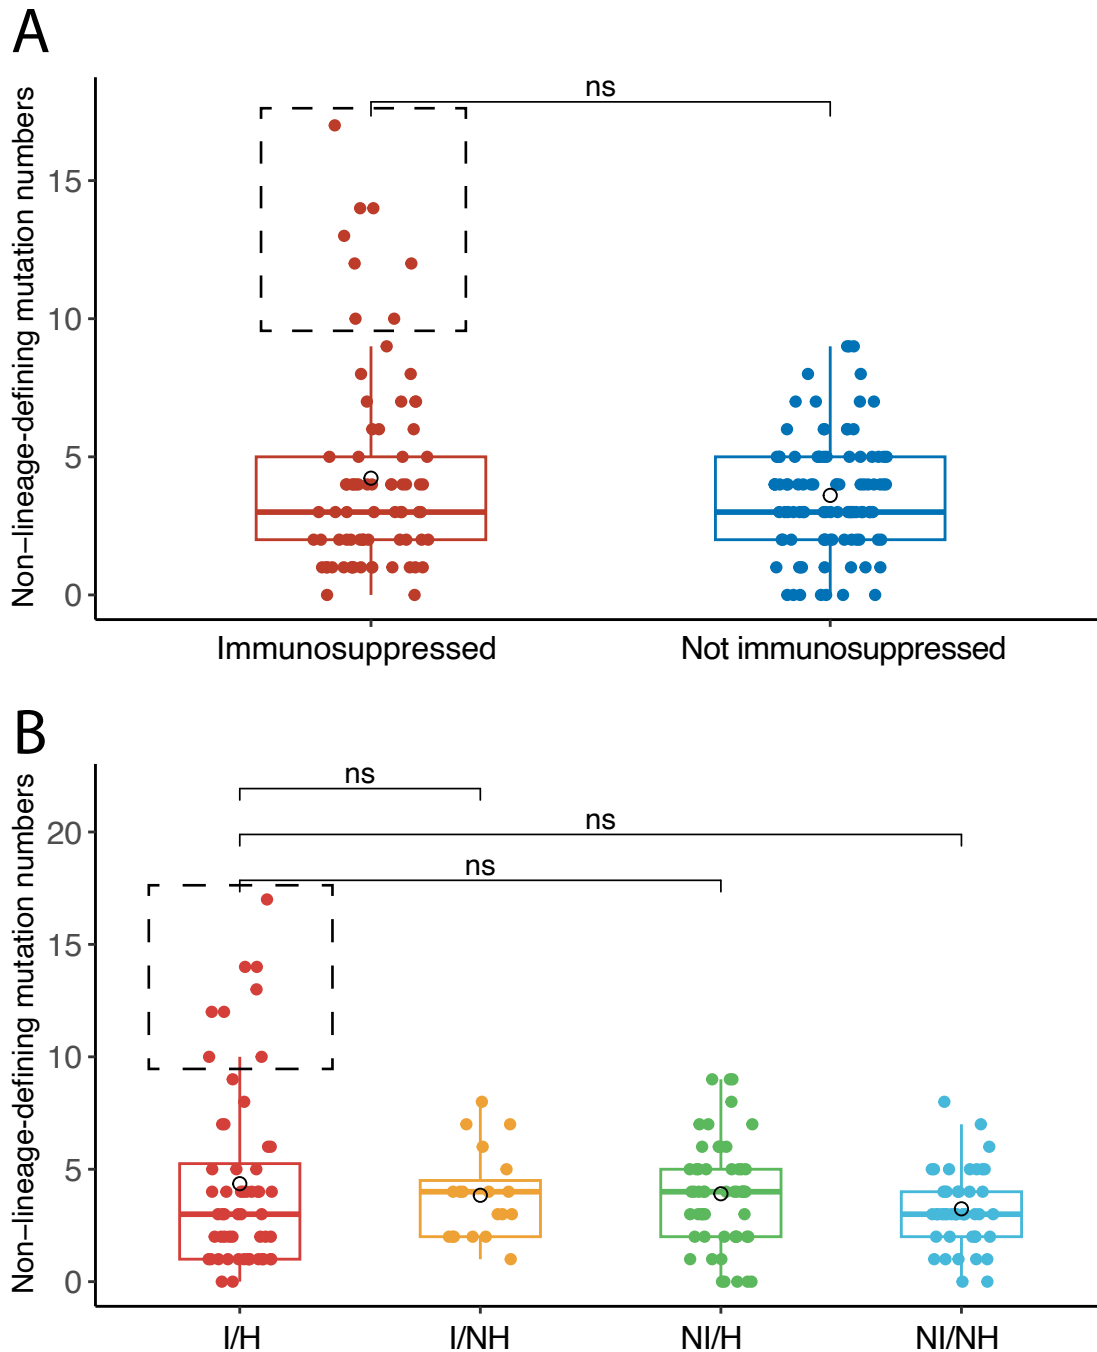 A
Non−lineage-defining mutation numbers
ns
15
10
5
0
Immunosuppressed Not immunosuppressed
B
Non−lineage-defining mutation numbers
ns
ns
ns
20
15
10
5
0
I/H I/NH NI/H NI/NH